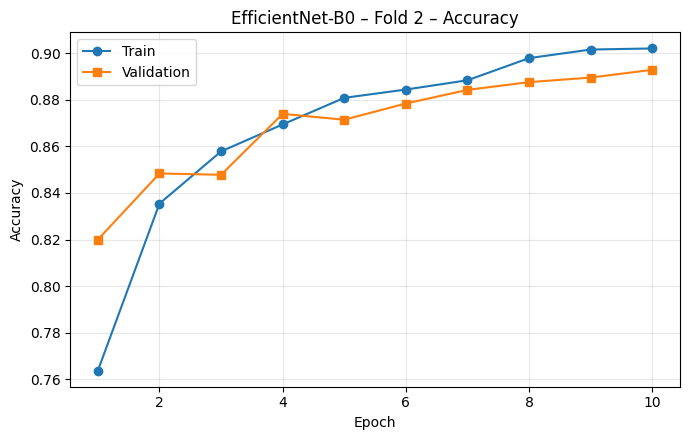 EfficientNet-B0 – Fold 2 – Accuracy
Train
Validation
Accuracy
0.90
0.88
0.86
0.84
0.82
0.80
0.78
0.76
2 4 6 8 10
Epoch